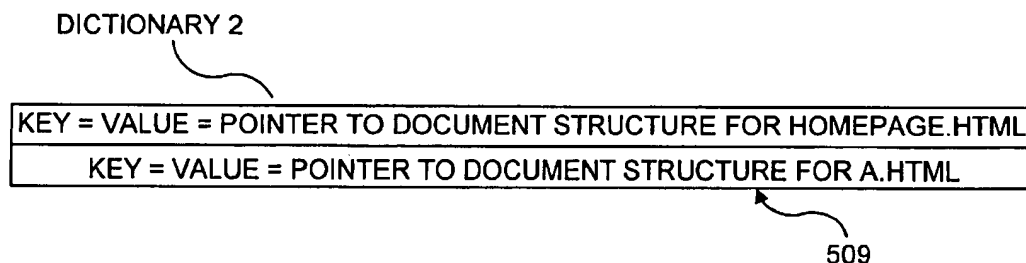 DICTIONARY 2
KEY = VALUE = POINTER TO DOCUMENT STRUCTURE FOR HOMEPAGE.HTML
KEY = VALUE = POINTER TO DOCUMENT STRUCTURE FOR A.HTML
509